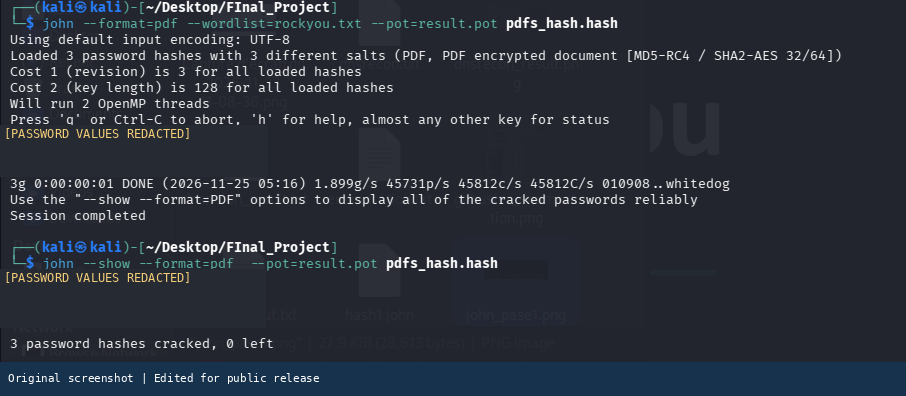 ┌──(kali㉿kali)-[~/Desktop/FInal_Project]
└─$ john --format=pdf --wordlist=rockyou.txt --pot=result.pot pdfs_hash.hash
Using default input encoding: UTF-8
Loaded 3 password hashes with 3 different salts (PDF, PDF encrypted document [MD5-RC4 / SHA2-AES 32/64])
Cost 1 (revision) is 3 for all loaded hashes
Cost 2 (key length) is 128 for all loaded hashes
Will run 2 OpenMP threads
Press 'q' or Ctrl-C to abort, 'h' for help, almost any other key for status
[PASSWORD VALUES REDACTED]
3g 0:00:00:01 DONE (2026-11-25 05:16) 1.899g/s 45731p/s 45812c/s 45812C/s 010908..whitedog
Use the "--show --format=PDF" options to display all of the cracked passwords reliably
Session completed
┌──(kali㉿kali)-[~/Desktop/FInal_Project]
└─$ john --show --format=pdf  --pot=result.pot pdfs_hash.hash
[PASSWORD VALUES REDACTED]
hash1.john
john_pesel.png
3 password hashes cracked, 0 left
Original screenshot | Edited for public release